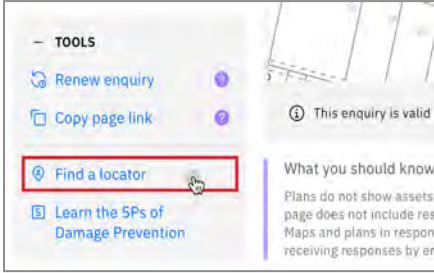 — TOOLS
Renew enquiry ?
Copy page link ?
Find a locator
5 Learn the 5Ps of
Damage Prevention
This enquiry is valid
What you should know
Plans do not show assets
page does not include res
Maps and plans in respon
receiving responses by e